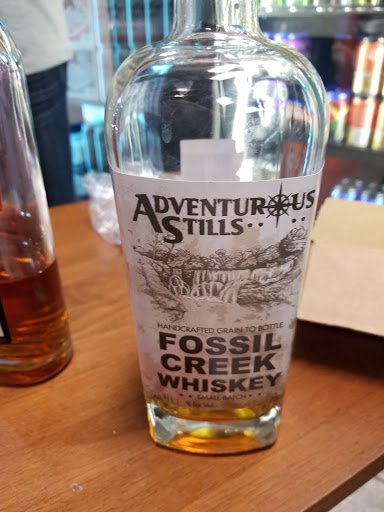 ADVENTUROUS
STILLS
HANDCRAFTED GRAIN TO BOTTLE
FOSSIL
CREEK
WHISKEY
SMALL BATCH